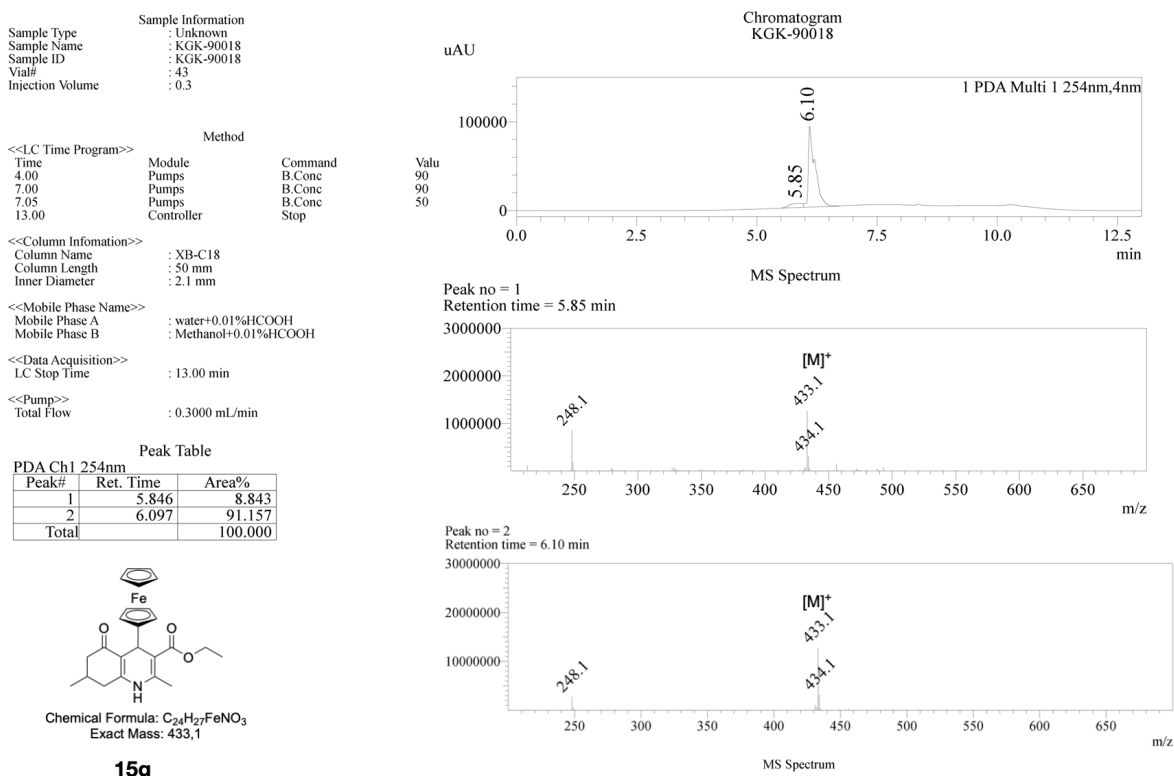 Sample Information
Sample Type : Unknown
Sample Name : KGK-90018
Sample ID : KGK-90018
Vial# : 43
Injection Volume : 0.3
Method
<<LC Time Program>>
Time Module Command Valu
4.00 Pumps B.Conc 90
7.00 Pumps B.Conc 90
7.05 Pumps B.Conc 50
13.00 Controller Stop
<<Column Infomation>>
Column Name : XB-C18
Column Length : 50 mm
Inner Diameter : 2.1 mm
<<Mobile Phase Name>>
Mobile Phase A : water+0.01%HCOOH
Mobile Phase B : Methanol+0.01%HCOOH
<<Data Acquisition>>
LC Stop Time : 13.00 min
<<Pump>>
Total Flow : 0.3000 mL/min
Peak Table
PDA Ch1 254nm
Peak# Ret. Time Area%
1 5.846 8.843
2 6.097 91.157
Total 100.000
Fe
O O
O
N
H
Chemical Formula: C₂₄H₂₇FeNO₃
Exact Mass: 433,1
15g
Chromatogram
KGK-90018
uAU
1 PDA Multi 1 254nm,4nm
100000
0
5.85
6.10
0.0 2.5 5.0 7.5 10.0 12.5
min
MS Spectrum
Peak no = 1
Retention time = 5.85 min
3000000
2000000
1000000
[M]⁺
248.1
433.1
434.1
250 300 350 400 450 500 550 600 650
m/z
Peak no = 2
Retention time = 6.10 min
30000000
20000000
10000000
[M]⁺
248.1
433.1
434.1
250 300 350 400 450 500 550 600 650
m/z
MS Spectrum